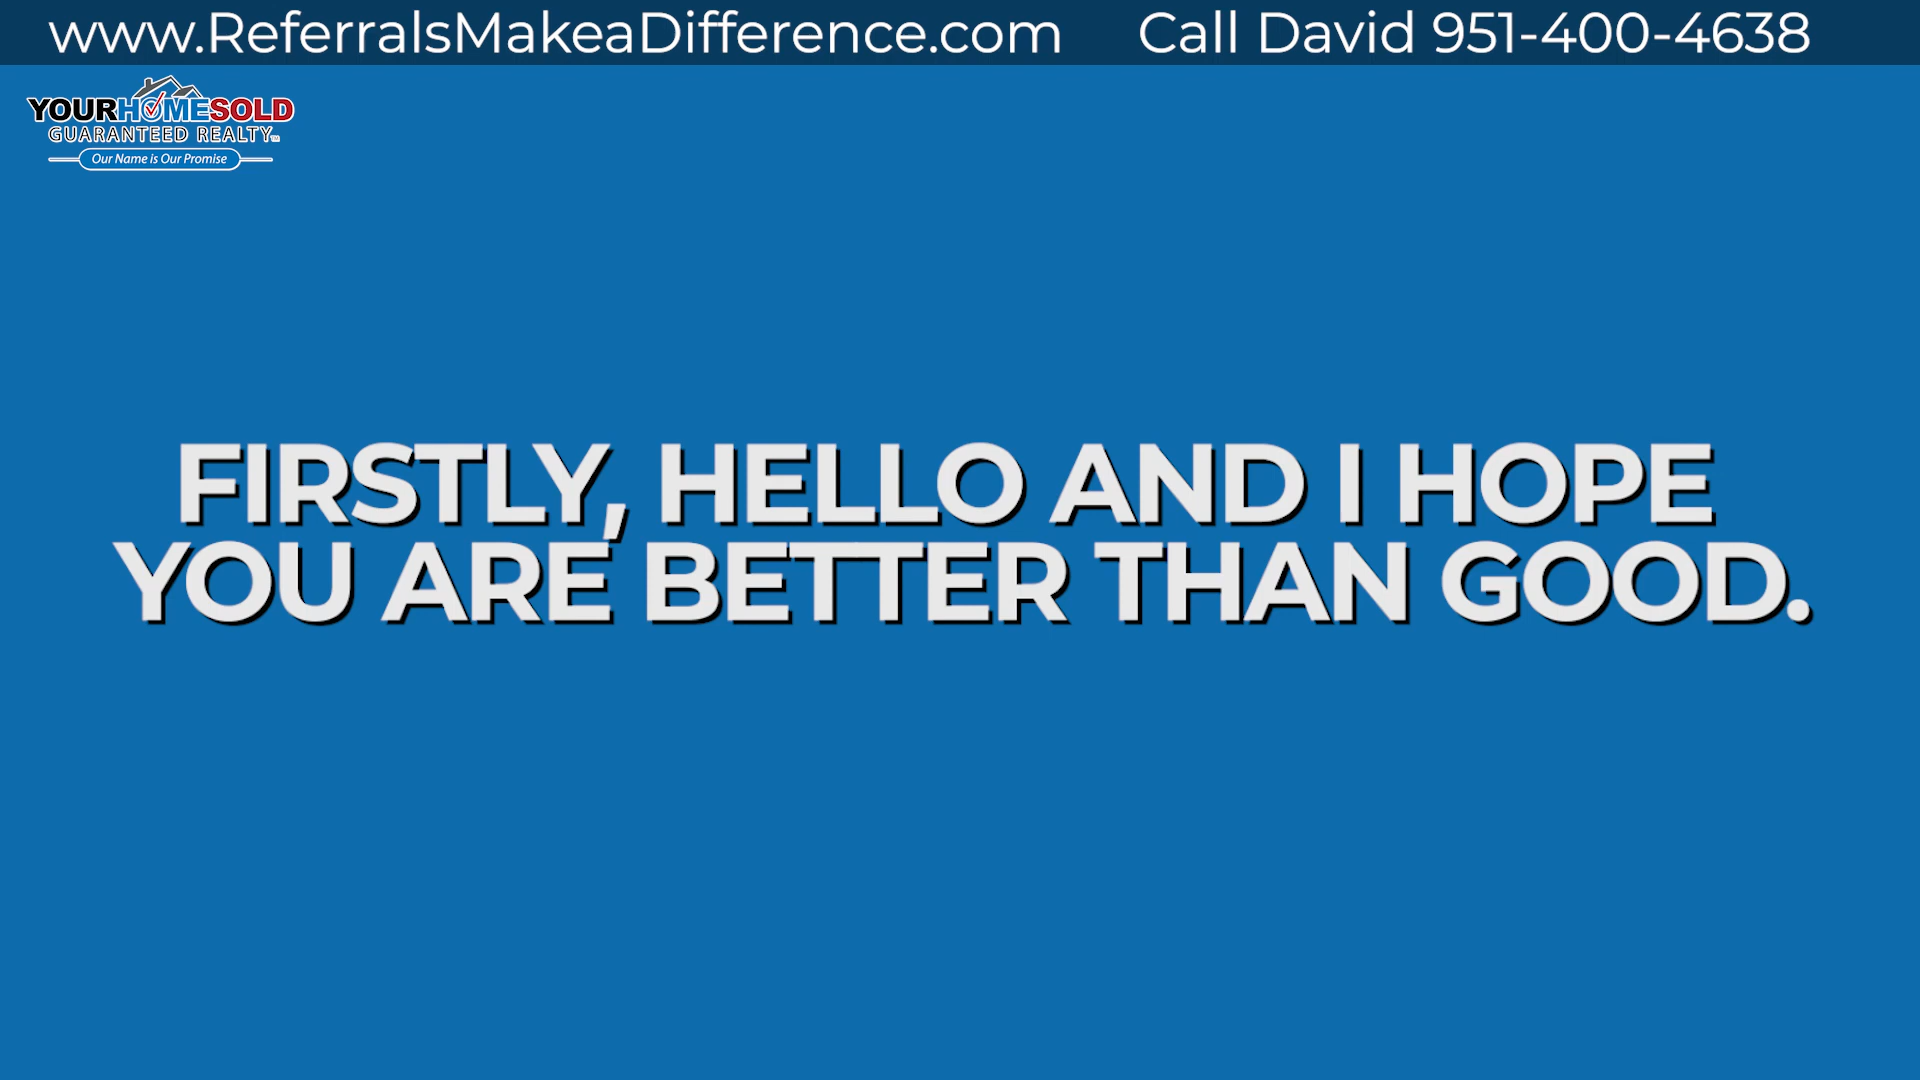 www.ReferralsMakeaDifference.com Call David 951-400-4638
YOURHOMESOLD
GUARANTEED REALTY™
Our Name is Our Promise
FIRSTLY, HELLO AND I HOPE
YOU ARE BETTER THAN GOOD.